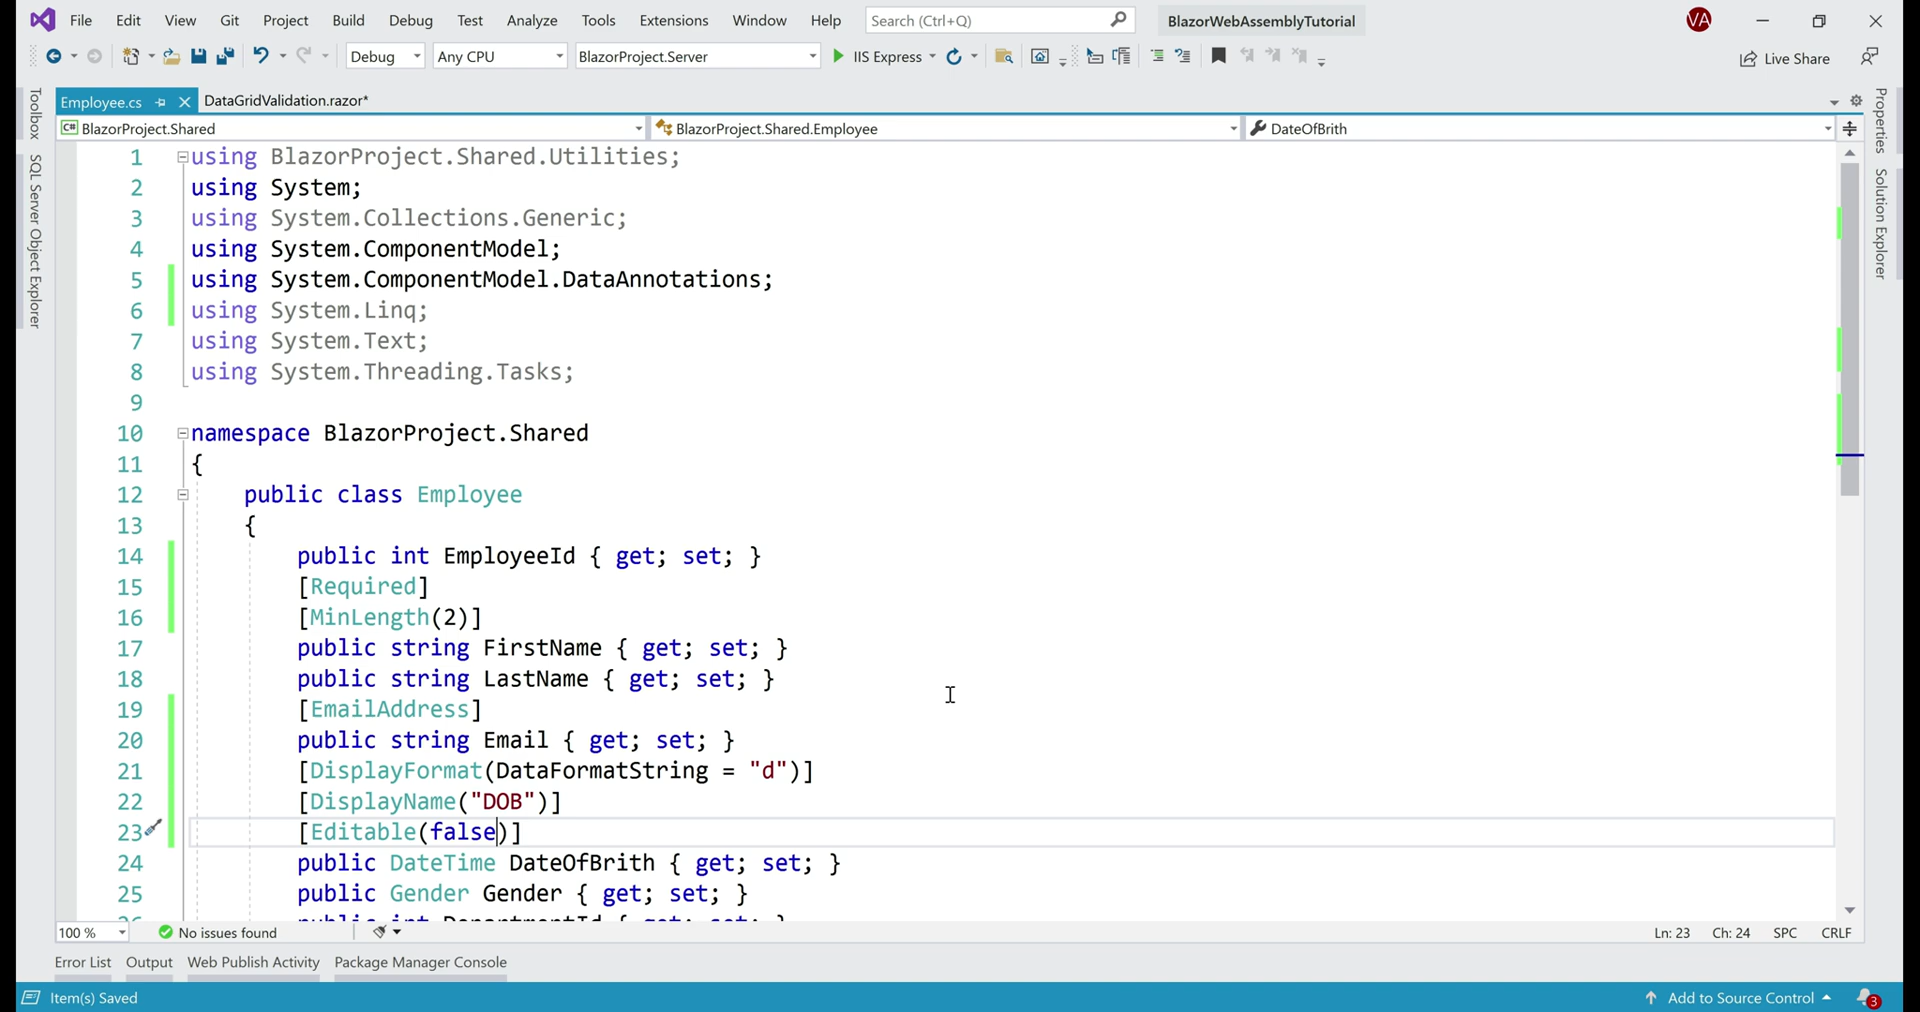 File Edit View Git Project Build Debug Test Analyze Tools Extensions Window Help Search (Ctrl+Q) BlazorWebAssemblyTutorial VA
Debug Any CPU BlazorProject.Server IIS Express Live Share
Employee.cs DataGridValidation.razor*
C# BlazorProject.Shared BlazorProject.Shared.Employee DateOfBrith
Toolbox
SQL Server Object Explorer
Properties
Solution Explorer
1 using BlazorProject.Shared.Utilities;
2 using System;
3 using System.Collections.Generic;
4 using System.ComponentModel;
5 using System.ComponentModel.DataAnnotations;
6 using System.Linq;
7 using System.Text;
8 using System.Threading.Tasks;
9
10 namespace BlazorProject.Shared
11 {
12 public class Employee
13 {
14 public int EmployeeId { get; set; }
15 [Required]
16 [MinLength(2)]
17 public string FirstName { get; set; }
18 public string LastName { get; set; }
19 [EmailAddress]
20 public string Email { get; set; }
21 [DisplayFormat(DataFormatString = "d")]
22 [DisplayName("DOB")]
23 [Editable(false)]
24 public DateTime DateOfBrith { get; set; }
25 public Gender Gender { get; set; }
26 public int DepartmentId { get; set; }
100 % No issues found Ln: 23 Ch: 24 SPC CRLF
Error List Output Web Publish Activity Package Manager Console
Item(s) Saved Add to Source Control 3